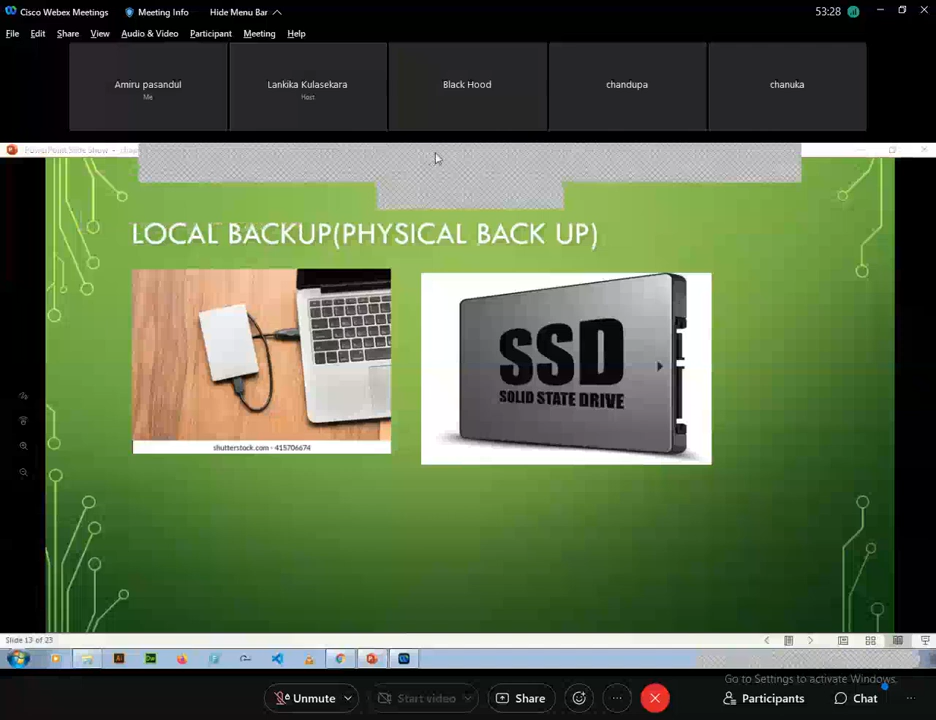 Cisco Webex Meetings
Meeting Info
Hide Menu Bar
53:28
File Edit Share View Audio & Video Participant Meeting Help
Amiru pasandul
Me
Lankika Kulasekara
Host
Black Hood
chandupa
chanuka
PowerPoint Slide Show
LOCAL BACKUP(PHYSICAL BACK UP)
shutterstock.com · 415706674
SSD
SOLID STATE DRIVE
Slide 13 of 23
Go to Settings to activate Windows.
Unmute
Start video
Share
Participants
Chat